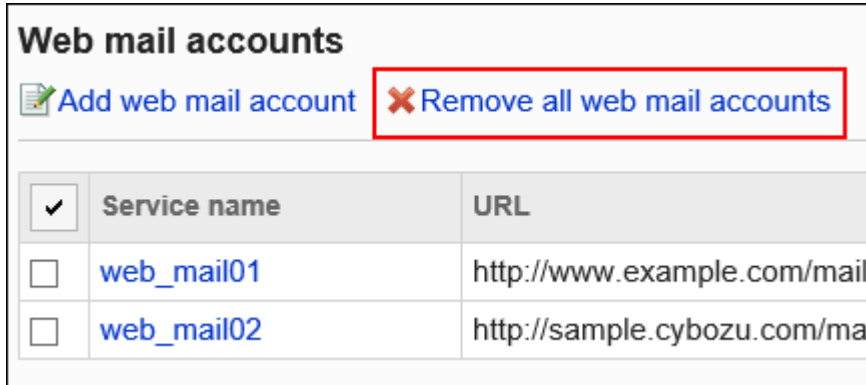 Web mail accounts
Add web mail account Remove all web mail accounts
Service name URL
web_mail01 http://www.example.com/mail
web_mail02 http://sample.cybozu.com/ma